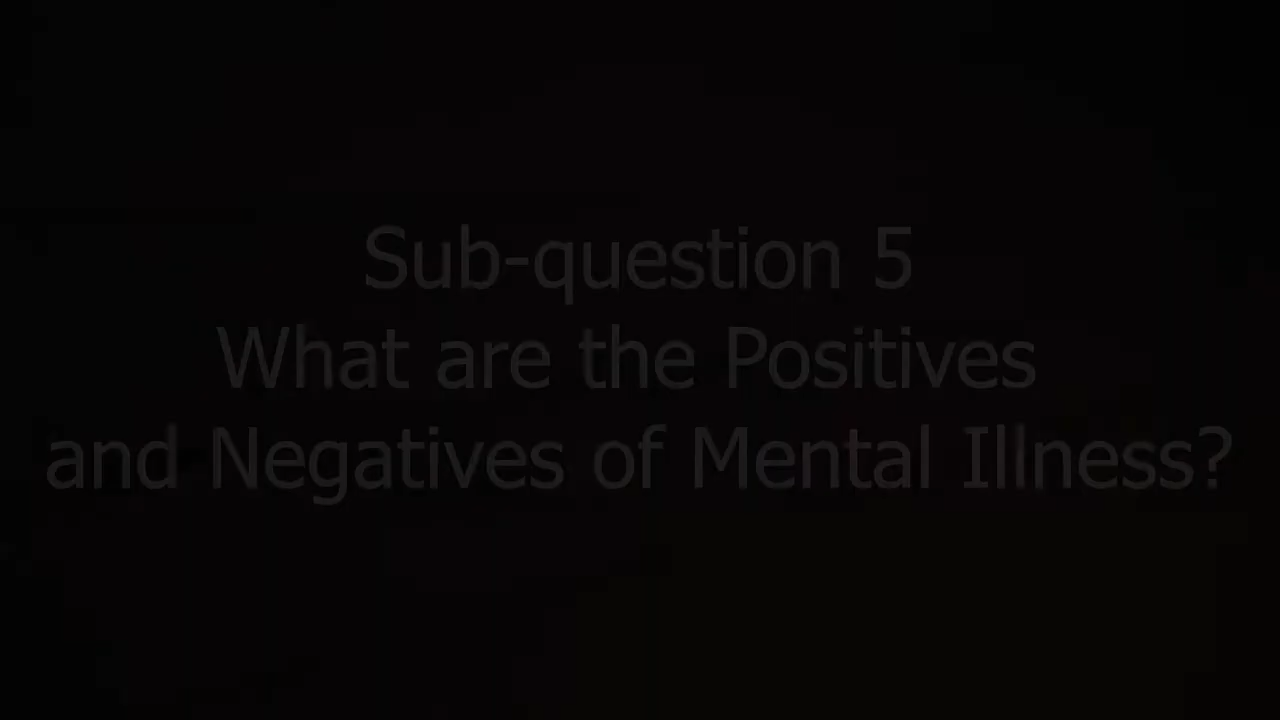 Sub-question 5
What are the Positives
and Negatives of Mental Illness?